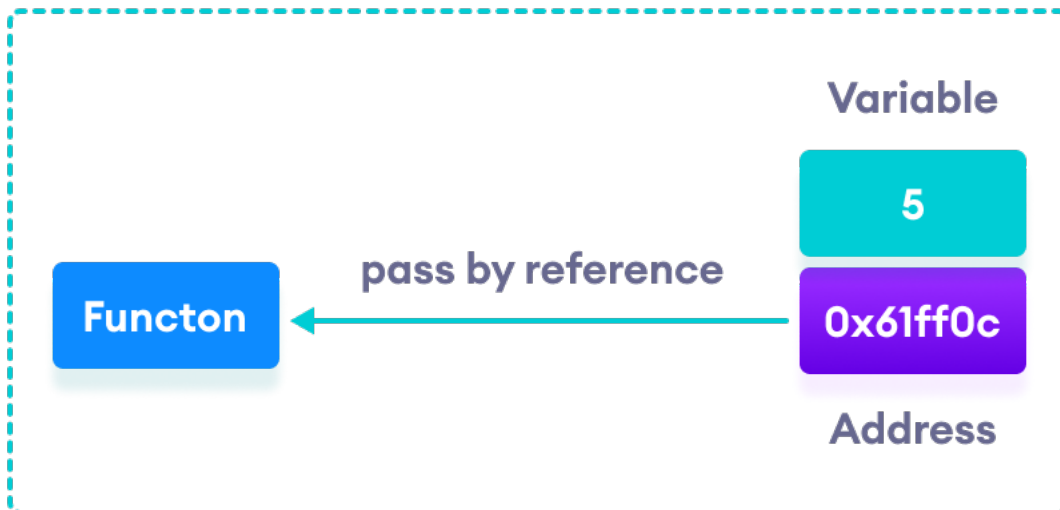 Variable
5
pass by reference
Functon
0x61ff0c
Address